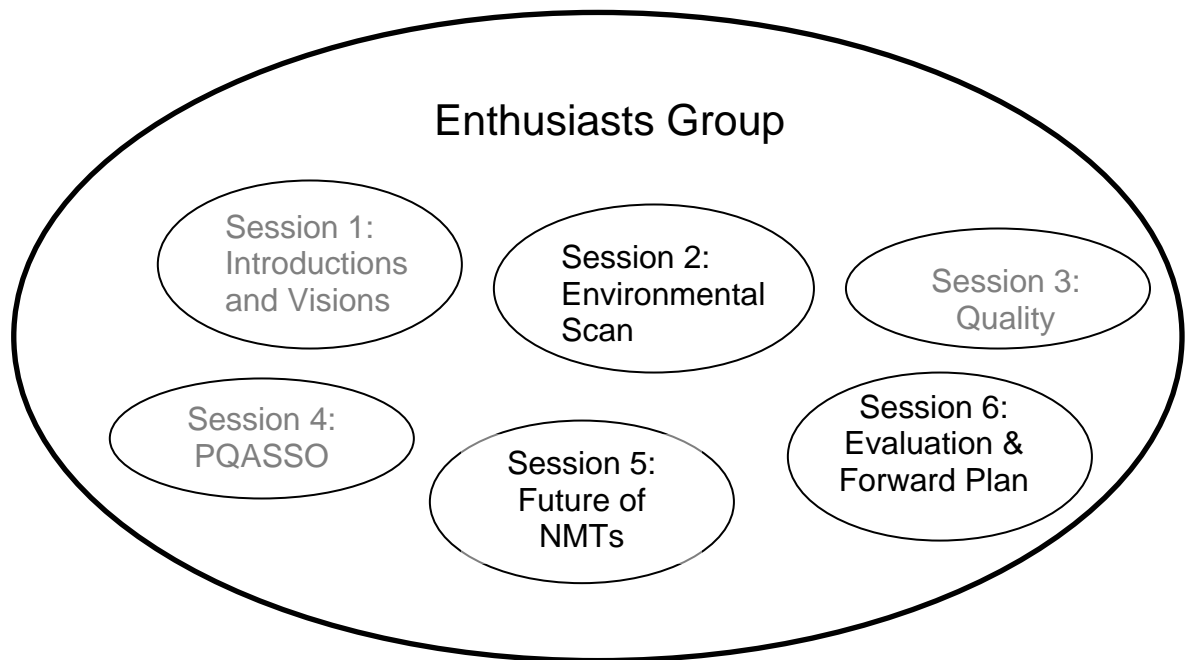 Enthusiasts Group
Session 1:
Introductions
and Visions
Session 2:
Environmental
Scan
Session 3:
Quality
Session 4:
PQASSO
Session 5:
Future of
NMTs
Session 6:
Evaluation &
Forward Plan